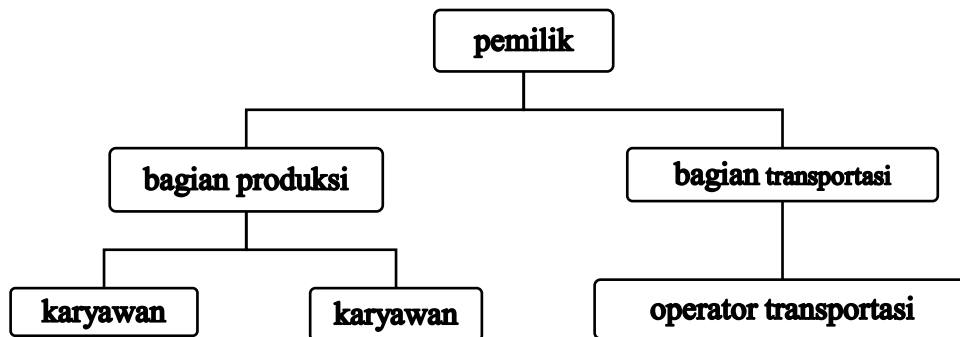 pemilik
bagian produksi
bagian transportasi
karyawan
karyawan
operator transportasi